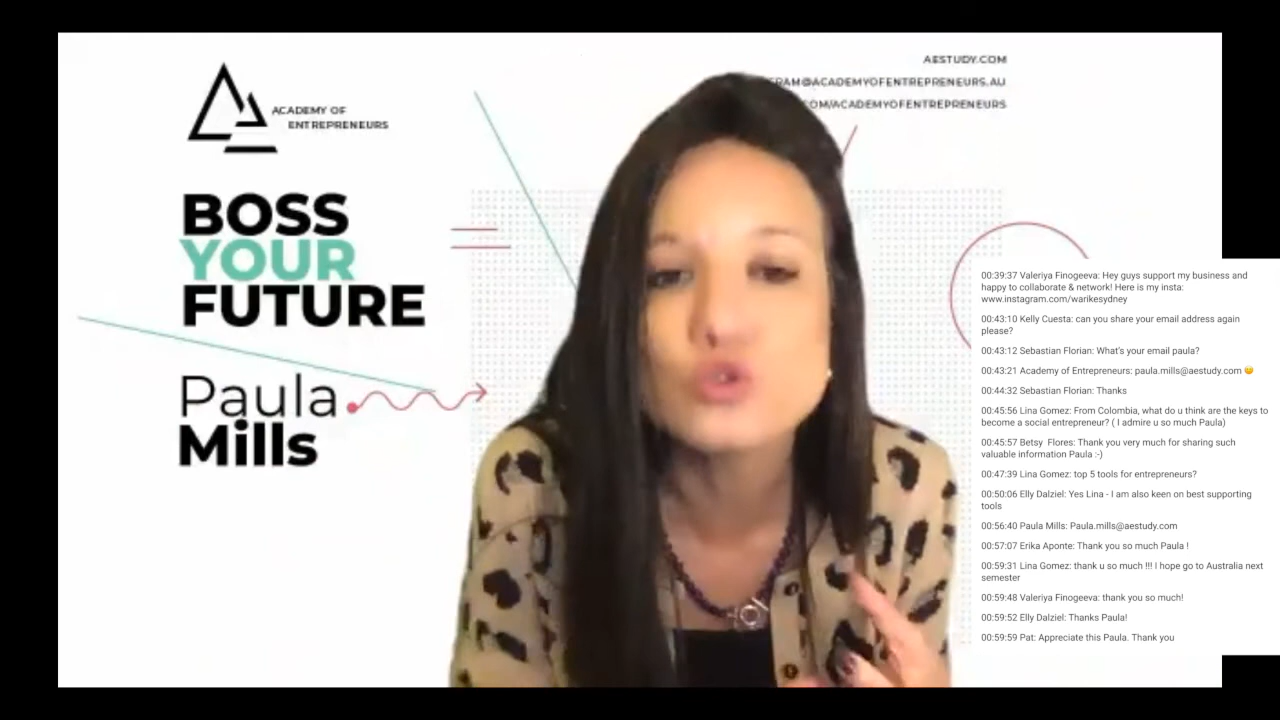 ACADEMY OF
ENTREPRENEURS
BOSS
YOUR
FUTURE
Paula
Mills
AESTUDY.COM
RAM@ACADEMYOFENTREPRENEURS.AU
COM/ACADEMYOFENTREPRENEURS
00:39:37 Valeriya Finogeeva: Hey guys support my business and
happy to collaborate & network! Here is my insta:
www.instagram.com/warikesydney
00:43:10 Kelly Cuesta: can you share your email address again
please?
00:43:12 Sebastian Florian: What's your email paula?
00:43:21 Academy of Entrepreneurs: paula.mills@aestudy.com 🙂
00:44:32 Sebastian Florian: Thanks
00:45:56 Lina Gomez: From Colombia, what do u think are the keys to
become a social entrepreneur? ( I admire u so much Paula)
00:45:57 Betsy Flores: Thank you very much for sharing such
valuable information Paula :-)
00:47:39 Lina Gomez: top 5 tools for entrepreneurs?
00:50:06 Elly Dalziel: Yes Lina - I am also keen on best supporting
tools
00:56:40 Paula Mills: Paula.mills@aestudy.com
00:57:07 Erika Aponte: Thank you so much Paula !
00:59:31 Lina Gomez: thank u so much !!! I hope go to Australia next
semester
00:59:48 Valeriya Finogeeva: thank you so much!
00:59:52 Elly Dalziel: Thanks Paula!
00:59:59 Pat: Appreciate this Paula. Thank you